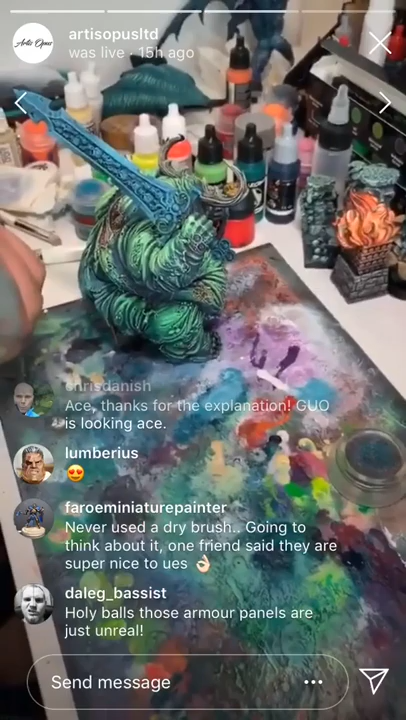 artisopusltd
was live · 15h ago
Artis Opus
chrisdanish
Ace, thanks for the explanation! GUO
is looking ace.
lumberius
😍
faroeminiaturepainter
Never used a dry brush.. Going to
think about it, one friend said they are
super nice to ues 👌🏻
daleg_bassist
Holy balls those armour panels are
just unreal!
Send message